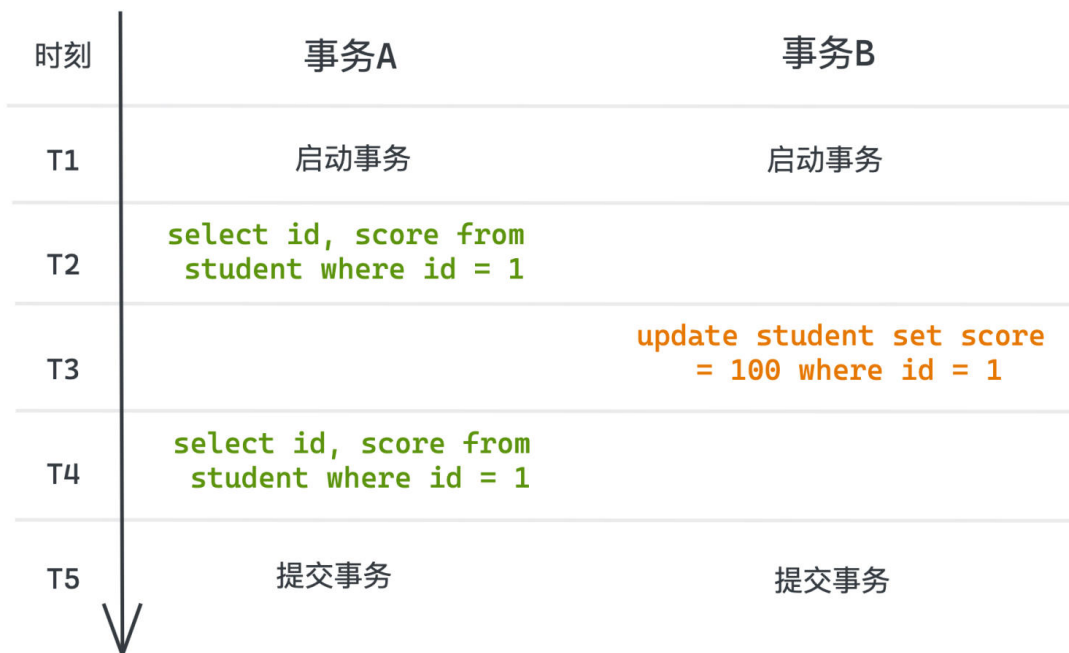 时刻 事务A 事务B
T1 启动事务 启动事务
select id, score from
T2 student where id = 1
update student set score
T3 = 100 where id = 1
select id, score from
T4 student where id = 1
T5 提交事务 提交事务